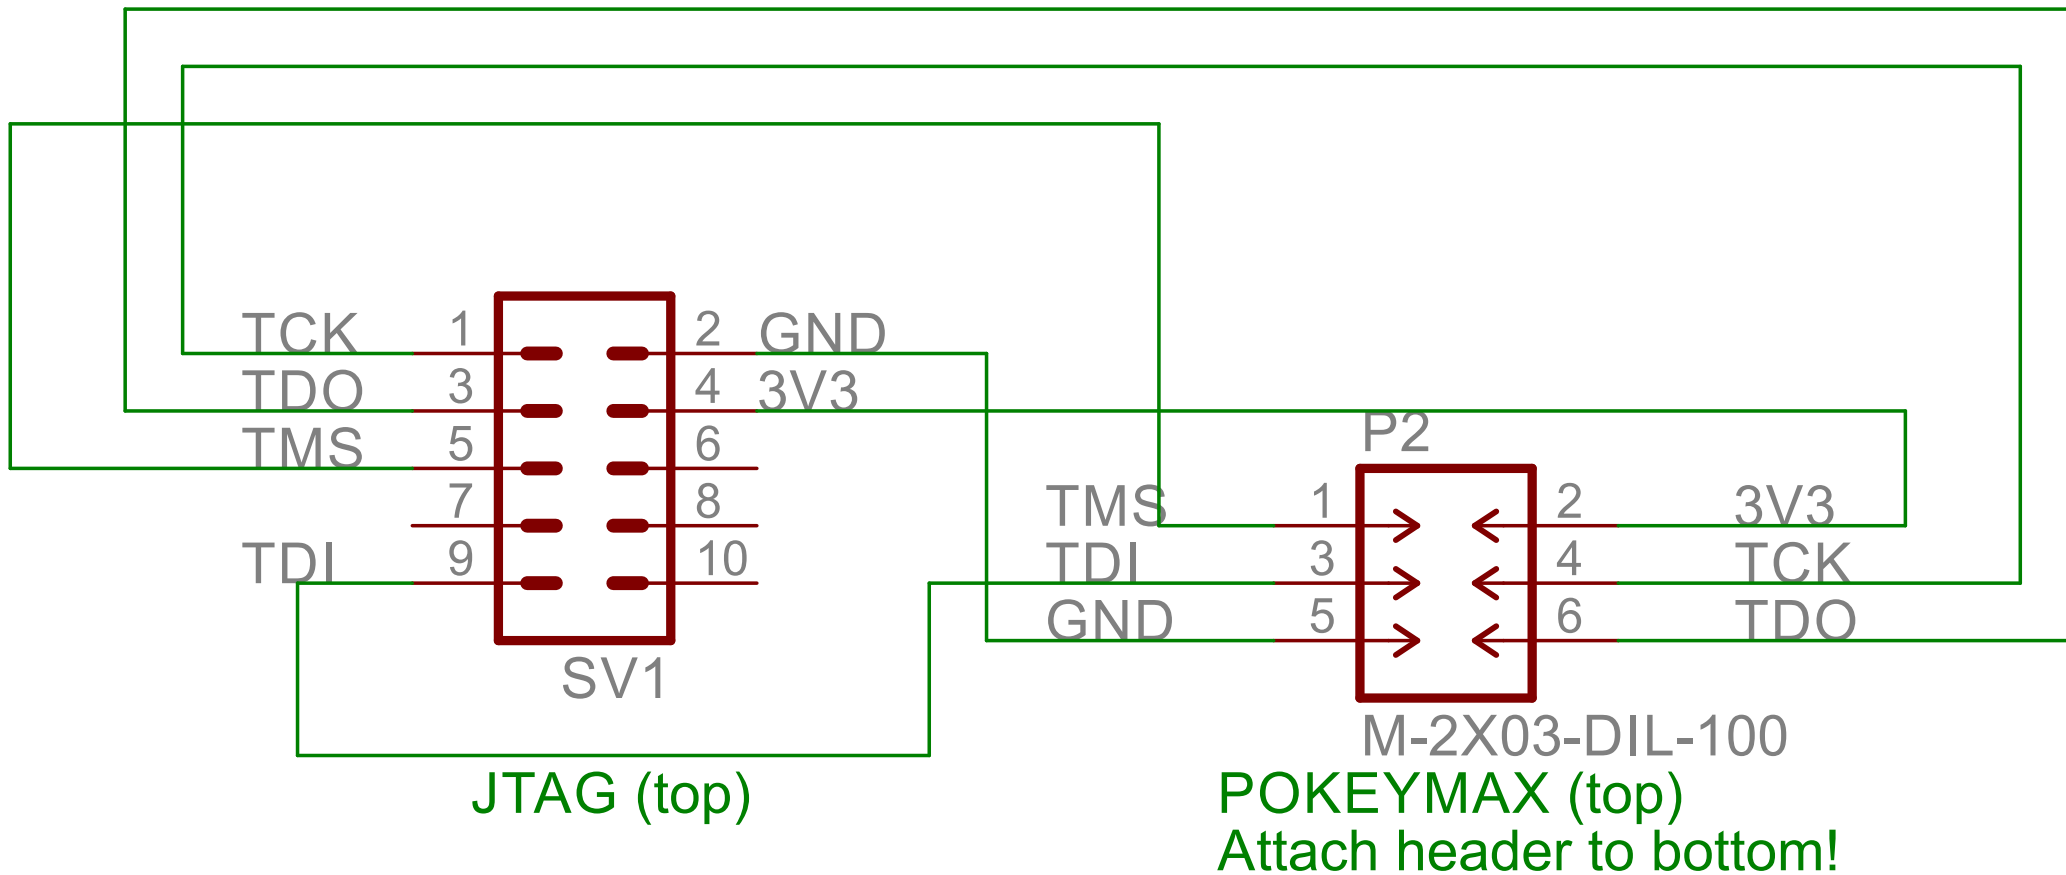 TCK 1 2 GND
TDO 3 4 3V3
TMS 5 6
7 8
TDI 9 10
SV1
JTAG (top)
P2
TMS 1 2 3V3
TDI 3 4 TCK
GND 5 6 TDO
M-2X03-DIL-100
POKEYMAX (top)
Attach header to bottom!